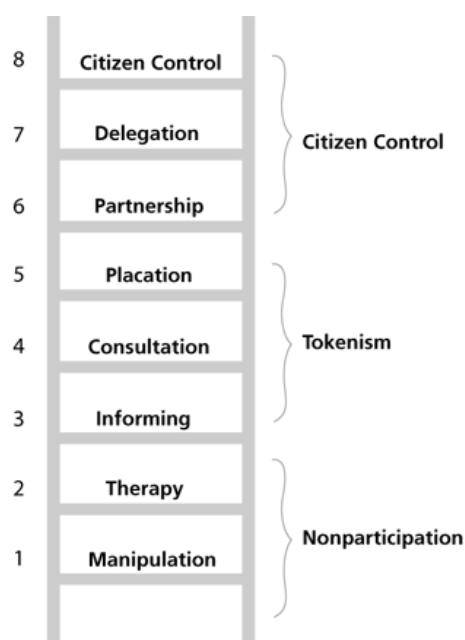 8 Citizen Control
7 Delegation
Citizen Control
6 Partnership
5 Placation
4 Consultation
Tokenism
3 Informing
2 Therapy
Nonparticipation
1 Manipulation